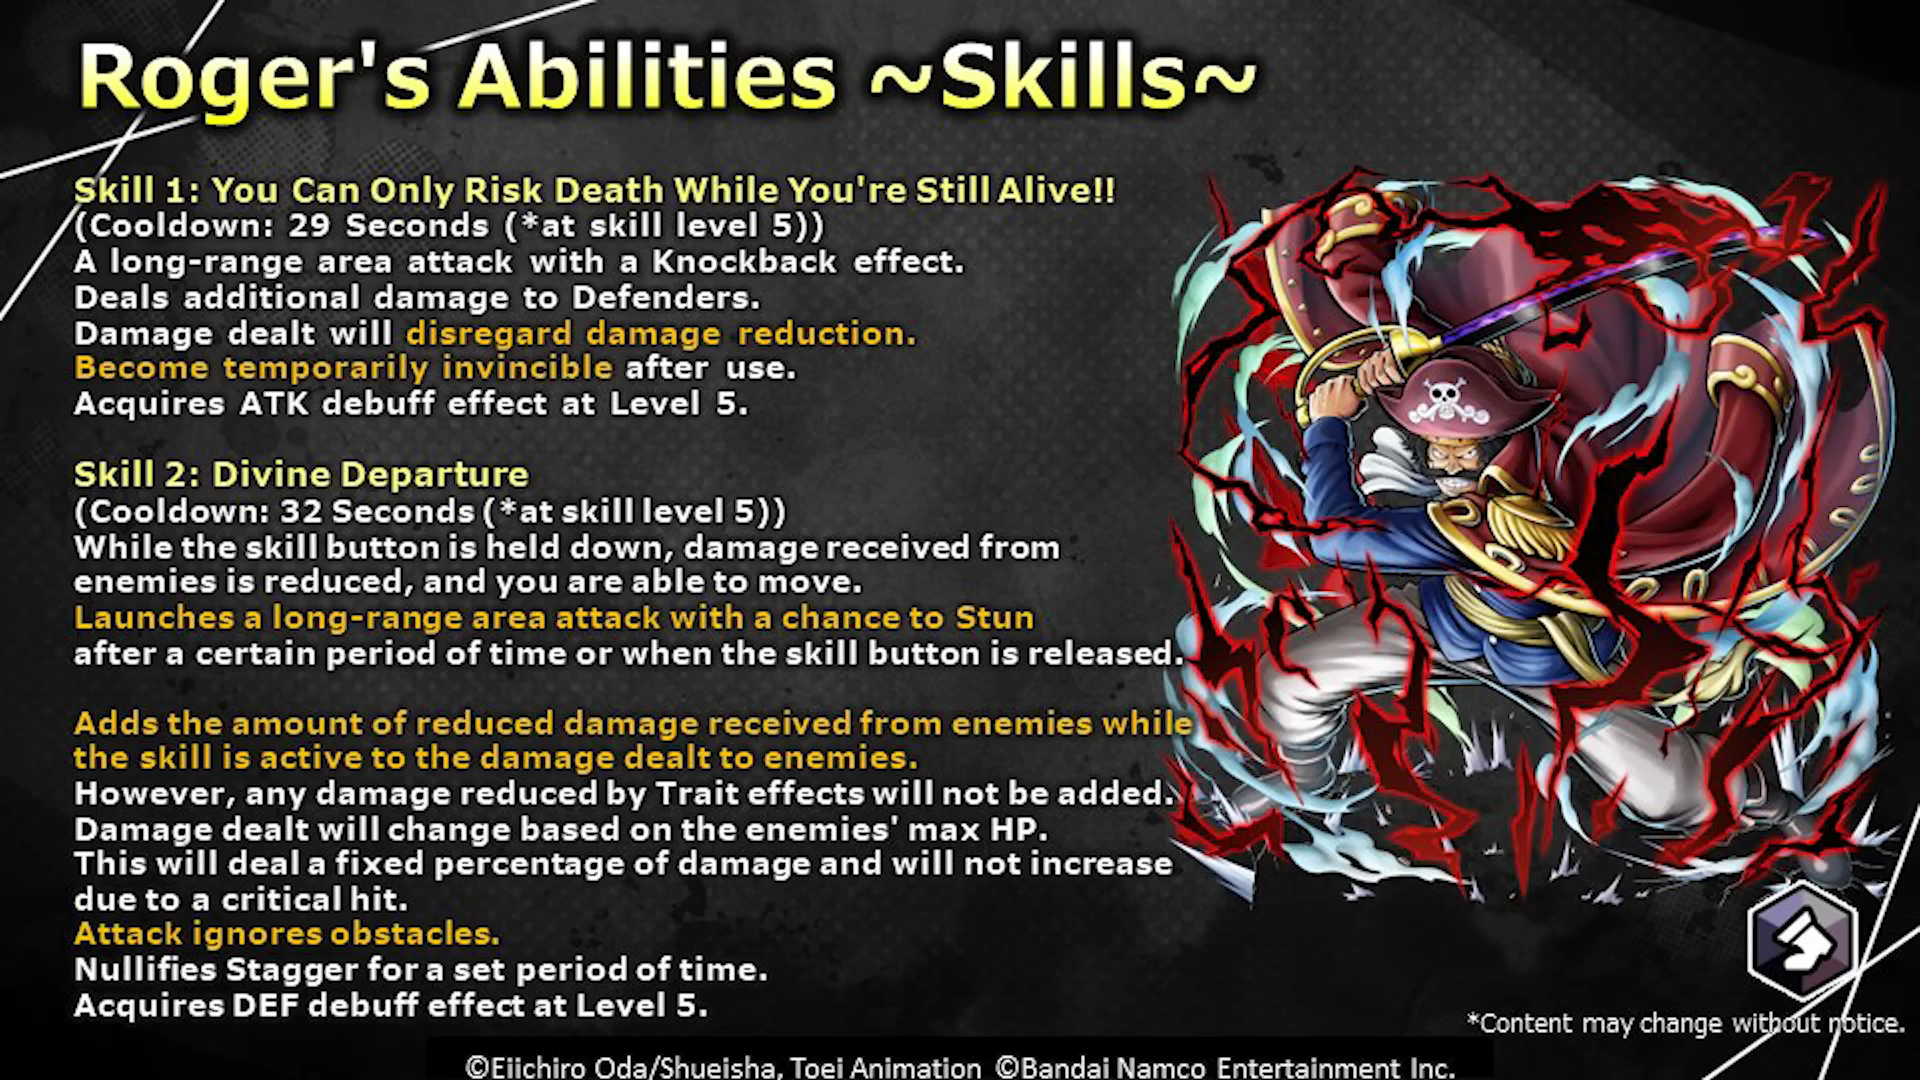 Roger's Abilities ~Skills~
Skill 1: You Can Only Risk Death While You're Still Alive!!
(Cooldown: 29 Seconds (*at skill level 5))
A long-range area attack with a Knockback effect.
Deals additional damage to Defenders.
Damage dealt will disregard damage reduction.
Become temporarily invincible after use.
Acquires ATK debuff effect at Level 5.
Skill 2: Divine Departure
(Cooldown: 32 Seconds (*at skill level 5))
While the skill button is held down, damage received from
enemies is reduced, and you are able to move.
Launches a long-range area attack with a chance to Stun
after a certain period of time or when the skill button is released.
Adds the amount of reduced damage received from enemies while
the skill is active to the damage dealt to enemies.
However, any damage reduced by Trait effects will not be added.
Damage dealt will change based on the enemies' max HP.
This will deal a fixed percentage of damage and will not increase
due to a critical hit.
Attack ignores obstacles.
Nullifies Stagger for a set period of time.
Acquires DEF debuff effect at Level 5.
*Content may change without notice.
©Eiichiro Oda/Shueisha, Toei Animation ©Bandai Namco Entertainment Inc.